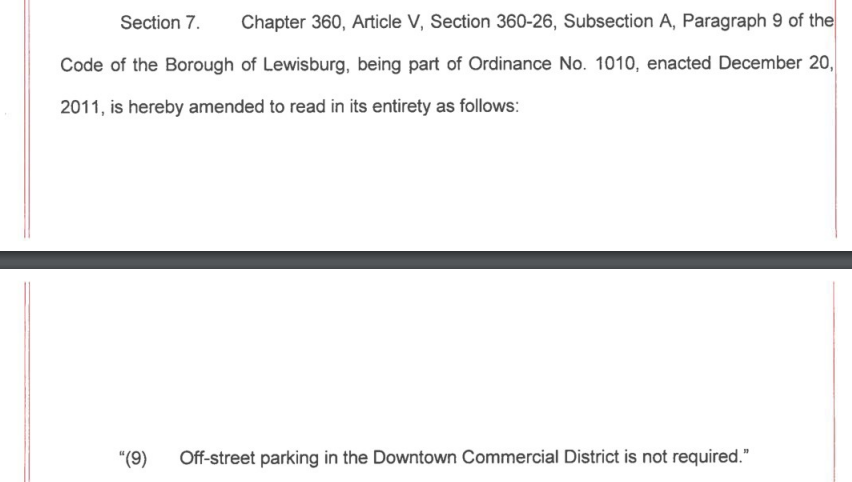 Section 7. Chapter 360, Article V, Section 360-26, Subsection A, Paragraph 9 of the
Code of the Borough of Lewisburg, being part of Ordinance No. 1010, enacted December 20,
2011, is hereby amended to read in its entirety as follows:
“(9) Off-street parking in the Downtown Commercial District is not required.”